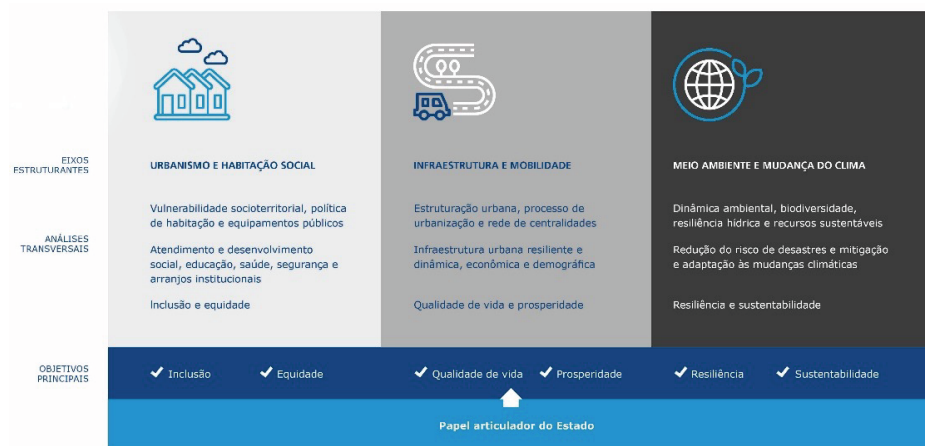 EIXOS
ESTRUTURANTES
URBANISMO E HABITAÇÃO SOCIAL
INFRAESTRUTURA E MOBILIDADE
MEIO AMBIENTE E MUDANÇA DO CLIMA
ANÁLISES
TRANSVERSAIS
Vulnerabilidade socioterritorial, política
de habitação e equipamentos públicos
Atendimento e desenvolvimento
social, educação, saúde, segurança e
arranjos institucionais
Inclusão e equidade
Estruturação urbana, processo de
urbanização e rede de centralidades
Infraestrutura urbana resiliente e
dinâmica, econômica e demográfica
Qualidade de vida e prosperidade
Dinâmica ambiental, biodiversidade,
resiliência hídrica e recursos sustentáveis
Redução do risco de desastres e mitigação
e adaptação às mudanças climáticas
Resiliência e sustentabilidade
OBJETIVOS
PRINCIPAIS
Inclusão
Equidade
Qualidade de vida
Prosperidade
Resiliência
Sustentabilidade
Papel articulador do Estado